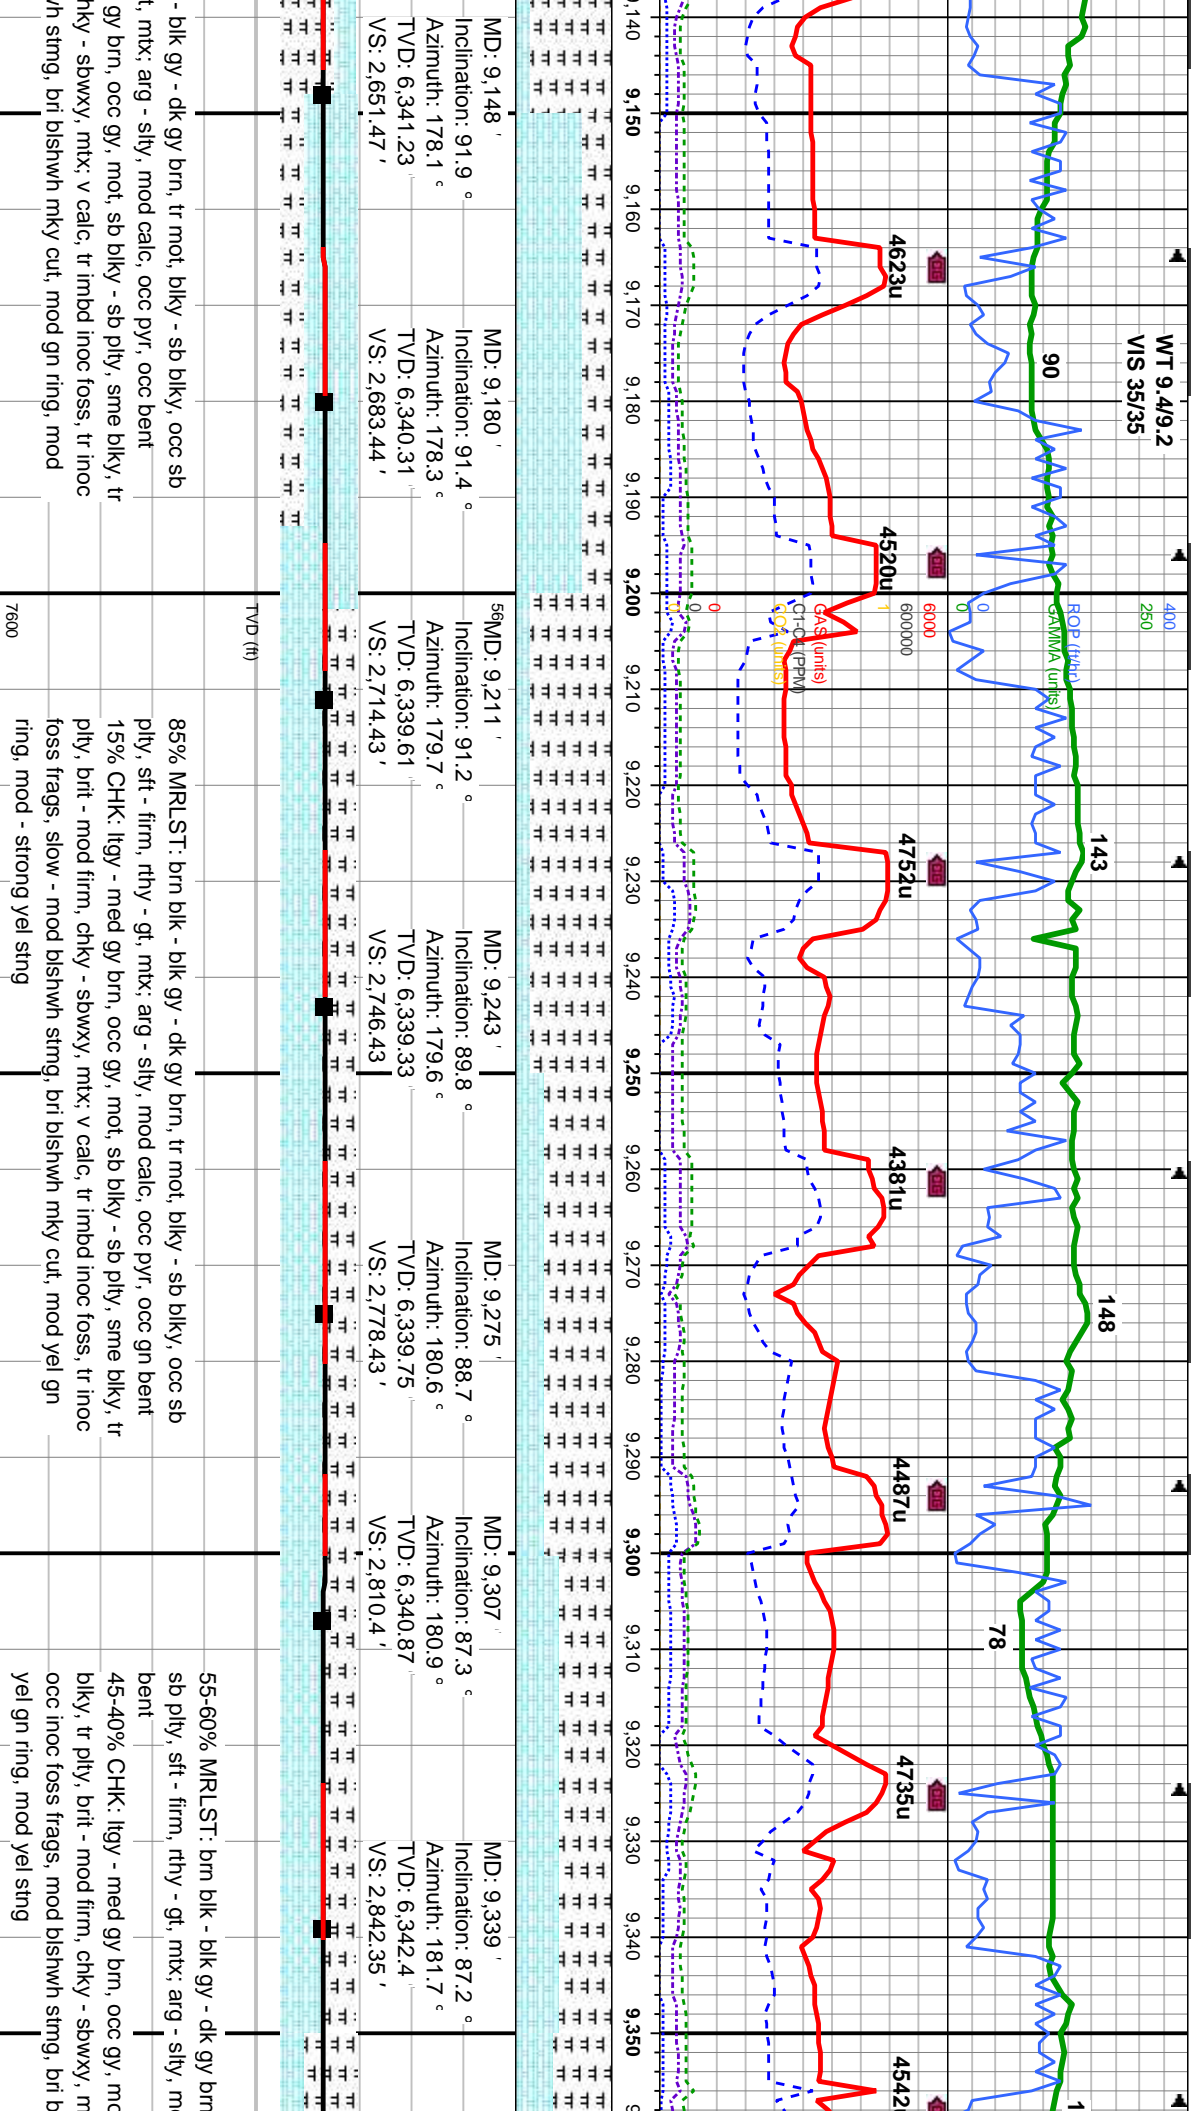 WT 9.4/9.2
VIS 35/35
90
143
148
78
400
250
ROP (ft/hr)
GAMMA (units)
0
0
4623u
4520u
4752u
4381u
4487u
4735u
4542u
6000
600000
1
GAS (units)
C1-C4 (PPM)
CO2 (units)
0
0
0
9,140
9,150
9,160
9,170
9,180
9,190
9,200
9,210
9,220
9,230
9,240
9,250
9,260
9,270
9,280
9,290
9,300
9,310
9,320
9,330
9,340
9,350
MD: 9,148 '
Inclination: 91.9 °
Azimuth: 178.1 °
TVD: 6,341.23 '
VS: 2,651.47 '
MD: 9,180 '
Inclination: 91.4 °
Azimuth: 178.3 °
TVD: 6,340.31 '
VS: 2,683.44 '
56
MD: 9,211 '
Inclination: 91.2 °
Azimuth: 179.7 °
TVD: 6,339.61 '
VS: 2,714.43 '
MD: 9,243 '
Inclination: 89.8 °
Azimuth: 179.6 °
TVD: 6,339.33 '
VS: 2,746.43 '
MD: 9,275 '
Inclination: 88.7 °
Azimuth: 180.6 °
TVD: 6,339.75 '
VS: 2,778.43 '
MD: 9,307 '
Inclination: 87.3 °
Azimuth: 180.9 °
TVD: 6,340.87 '
VS: 2,810.4 '
MD: 9,339 '
Inclination: 87.2 °
Azimuth: 181.7 °
TVD: 6,342.4 '
VS: 2,842.35 '
TVD (ft)
7600
- blk gy - dk gy brn, tr mot, blky - sb blky, occ sb
t, mtx; arg - slty, mod calc, occ pyr, occ bent
gy brn, occ gy, mot, sb blky - sb plty, sme blky, tr
hky - sbwxy, mtx; v calc, tr imbd inoc foss, tr inoc
wh stmg, bri blshwh mky cut, mod gn ring, mod
85% MRLST: brn blk - blk gy - dk gy brn, tr mot, blky - sb blky, occ sb
plty, sft - firm, rthy - gt, mtx; arg - slty, mod calc, occ pyr, occ gn bent
15% CHK: ltgy - med gy brn, occ gy, mot, sb blky - sb plty, sme blky, tr
plty, brit - mod firm, chky - sbwxy, mtx; v calc, tr imbd inoc foss, tr inoc
foss frags, slow - mod blshwh stmg, bri blshwh mky cut, mod yel gn
ring, mod - strong yel stng
55-60% MRLST: brn blk - blk gy - dk gy brn
sb plty, sft - firm, rthy - gt, mtx; arg - slty, m
bent
45-40% CHK: ltgy - med gy brn, occ gy, mo
blky, tr plty, brit - mod firm, chky - sbwxy, m
occ inoc foss frags, mod blshwh stmg, bri b
yel gn ring, mod yel stng